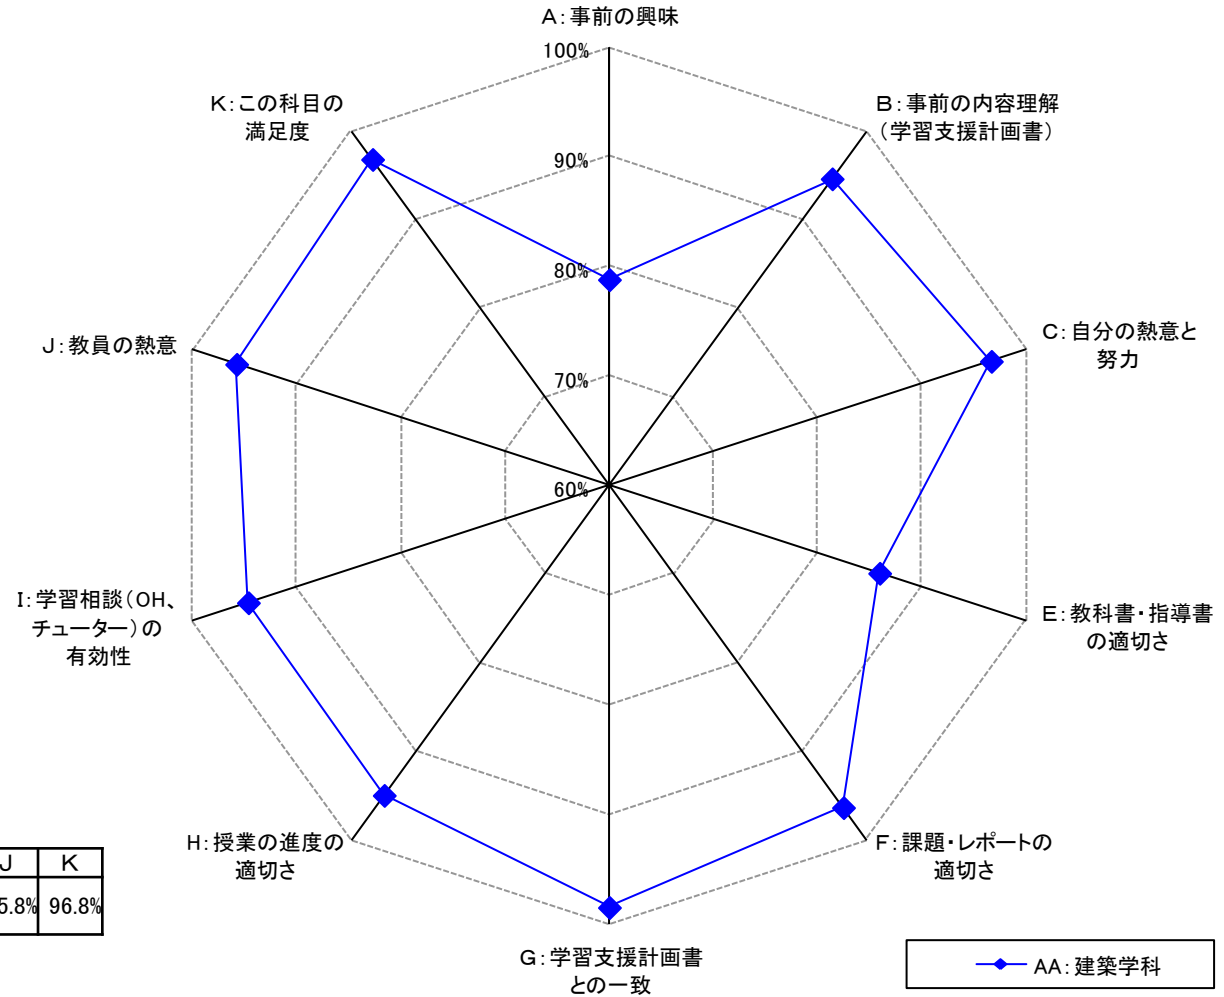 A：事前の興味
100%
90%
80%
70%
60%
B：事前の内容理解
（学習支援計画書）
C：自分の熱意と
努力
E：教科書・指導書
の適切さ
F：課題・レポートの
適切さ
G：学習支援計画書
との一致
H：授業の進度の
適切さ
I：学習相談（OH、
チューター）の
有効性
J：教員の熱意
K：この科目の
満足度
J K
5.8% 96.8%
AA：建築学科